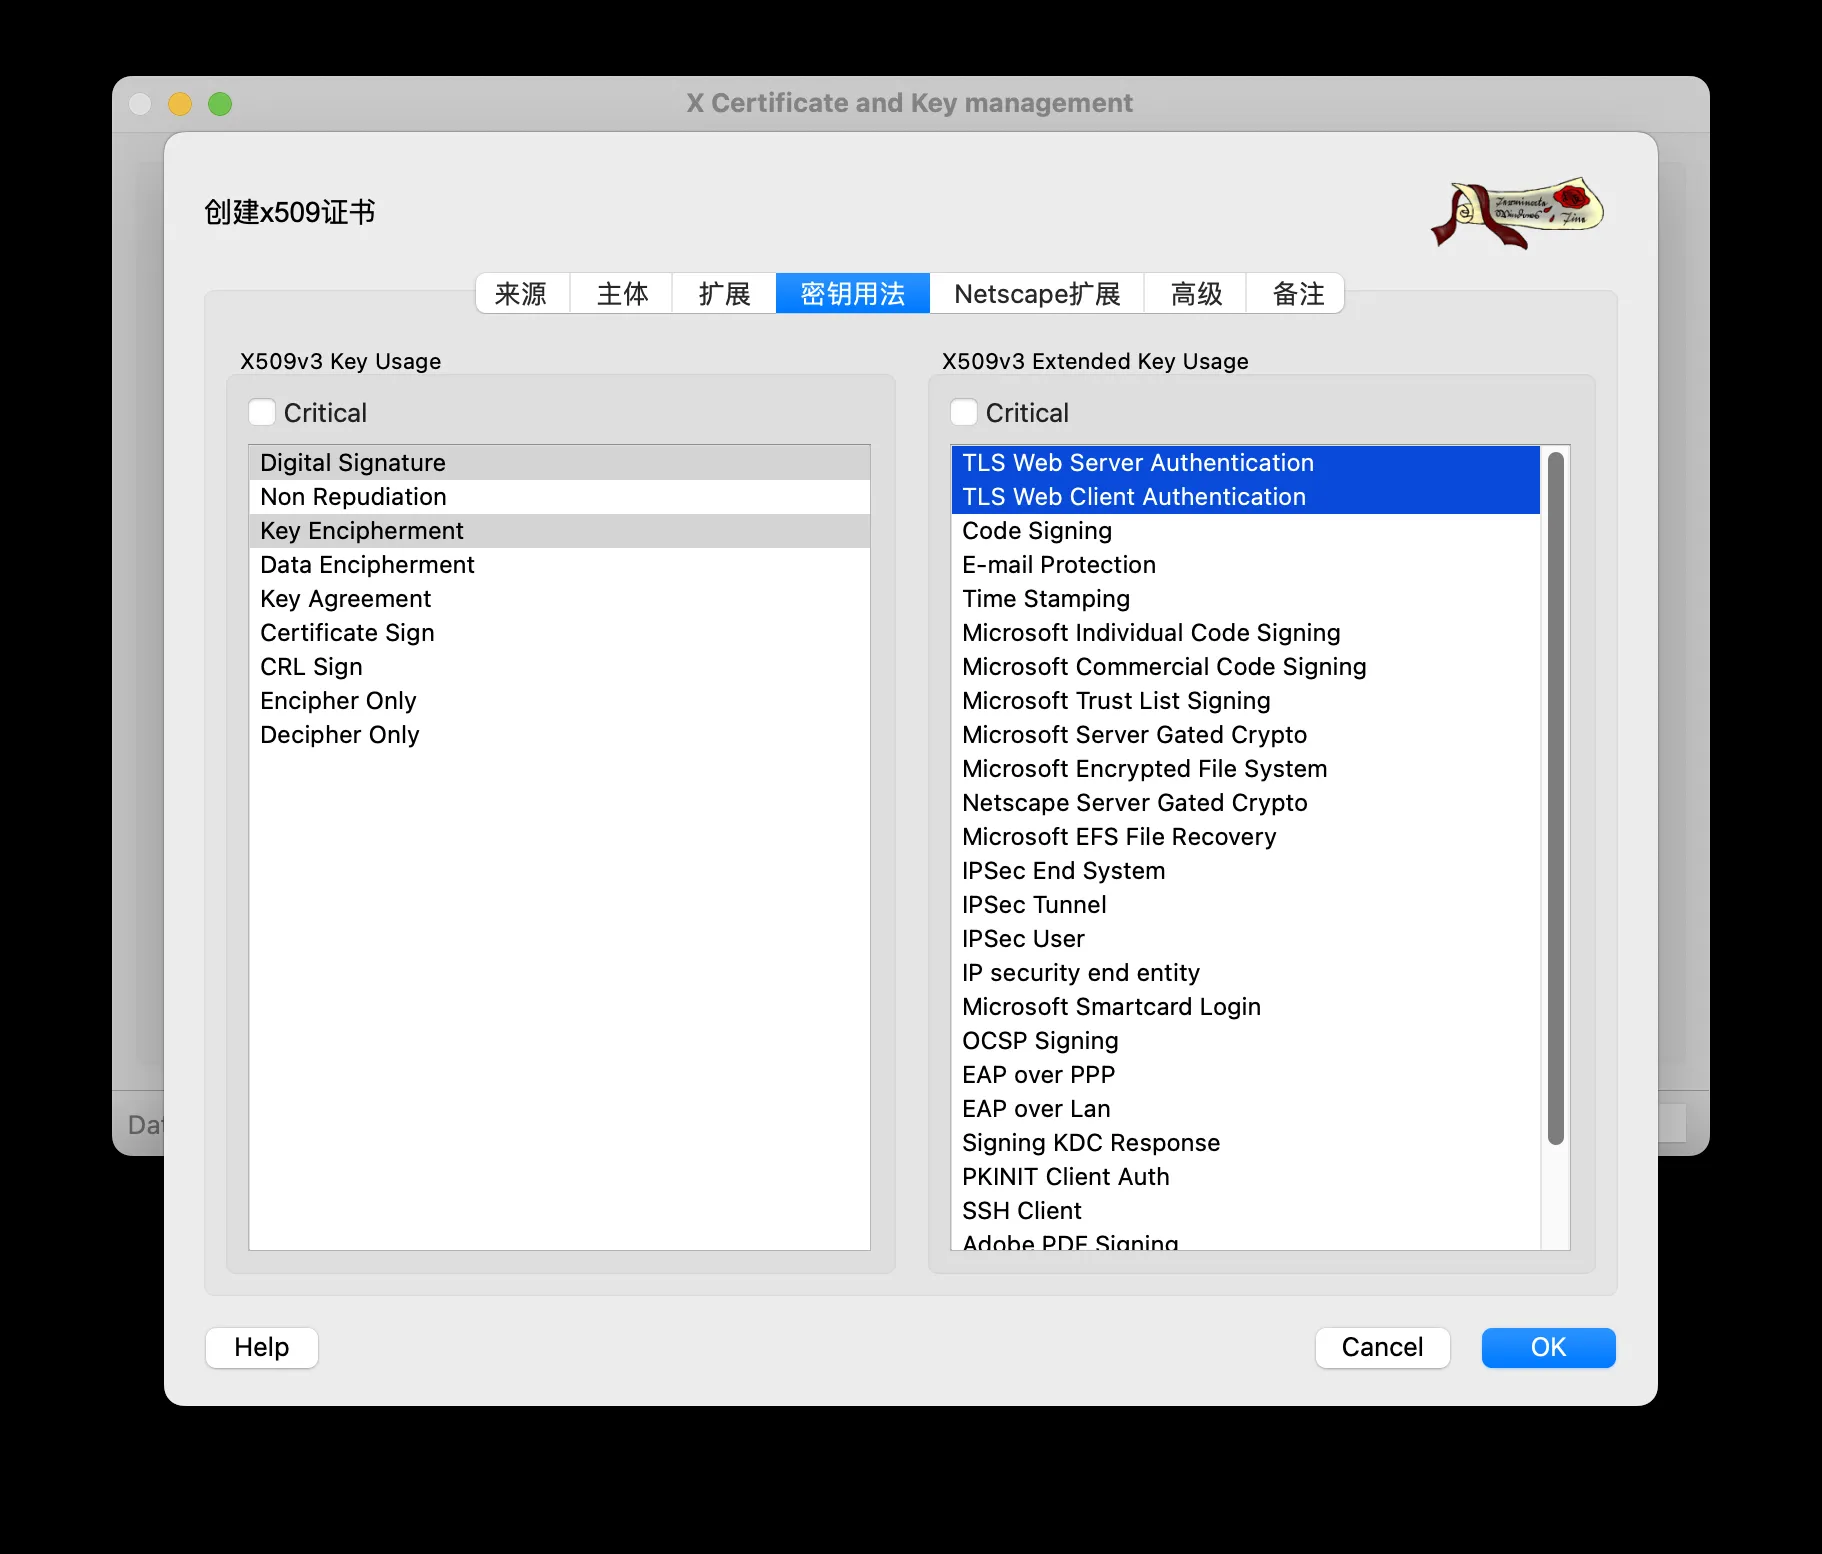 X Certificate and Key management
创建x509证书
来源 主体 扩展 密钥用法 Netscape扩展 高级 备注
X509v3 Key Usage
Critical
Digital Signature
Non Repudiation
Key Encipherment
Data Encipherment
Key Agreement
Certificate Sign
CRL Sign
Encipher Only
Decipher Only
X509v3 Extended Key Usage
Critical
TLS Web Server Authentication
TLS Web Client Authentication
Code Signing
E-mail Protection
Time Stamping
Microsoft Individual Code Signing
Microsoft Commercial Code Signing
Microsoft Trust List Signing
Microsoft Server Gated Crypto
Microsoft Encrypted File System
Netscape Server Gated Crypto
Microsoft EFS File Recovery
IPSec End System
IPSec Tunnel
IPSec User
IP security end entity
Microsoft Smartcard Login
OCSP Signing
EAP over PPP
EAP over Lan
Signing KDC Response
PKINIT Client Auth
SSH Client
Adobe PDF Signing
Help Cancel OK